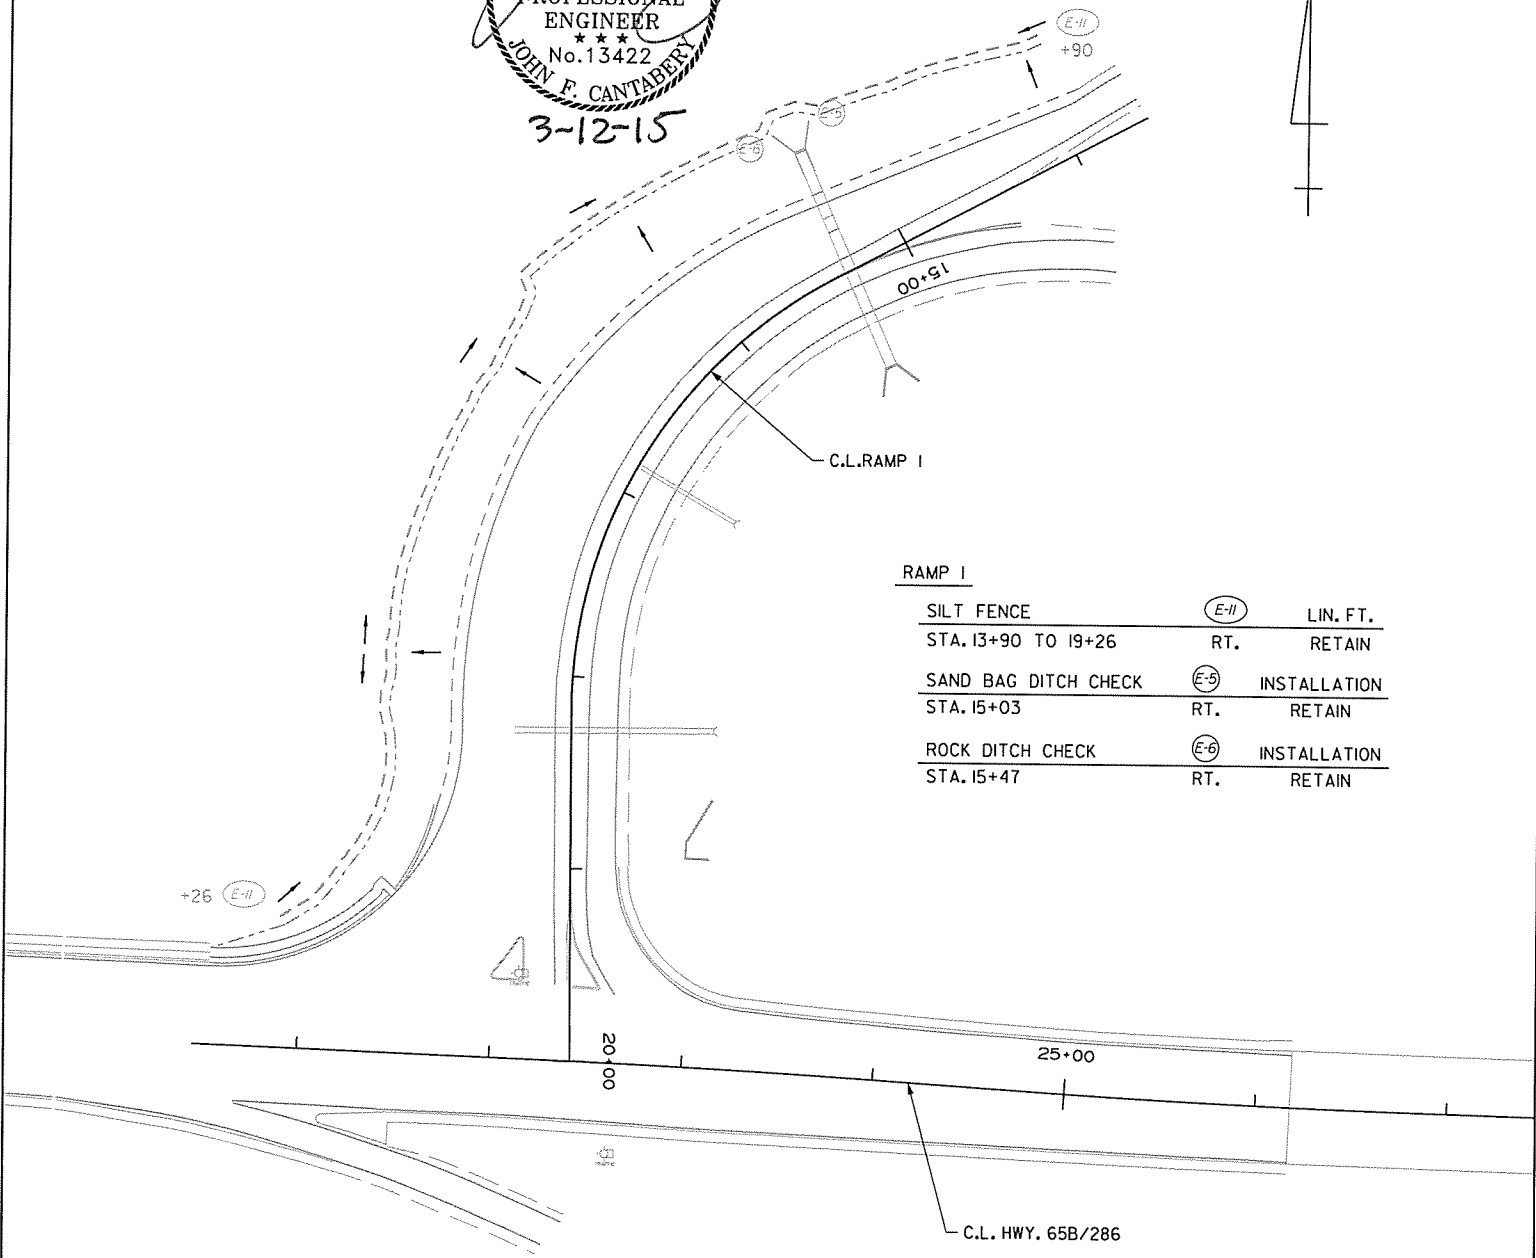 PROFESSIONAL
ENGINEER
★ ★ ★
No.13422
JOHN F. CANTABERY
3-12-15
E-11
+90
E-5
E-6
15+00
C.L.RAMP 1
RAMP 1
SILT FENCE E-11 LIN. FT.
STA. 13+90 TO 19+26 RT. RETAIN
SAND BAG DITCH CHECK E-5 INSTALLATION
STA. 15+03 RT. RETAIN
ROCK DITCH CHECK E-6 INSTALLATION
STA. 15+47 RT. RETAIN
+26 E-11
20+00
25+00
C.L. HWY. 65B/286